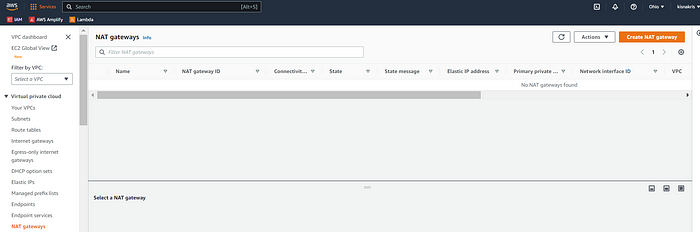 aws
Services
Search
[Alt+S]
Ohio
kisnakris
IAM
AWS Amplify
Lambda
VPC dashboard
EC2 Global View
New
Filter by VPC:
Select a VPC
Virtual private cloud
Your VPCs
Subnets
Route tables
Internet gateways
Egress-only internet
gateways
DHCP option sets
Elastic IPs
Managed prefix lists
Endpoints
Endpoint services
NAT gateways
NAT gateways Info
Actions
Create NAT gateway
Filter NAT gateways
1
Name
NAT gateway ID
Connectivit...
State
State message
Elastic IP address
Primary private ...
Network interface ID
VPC
No NAT gateways found
Select a NAT gateway